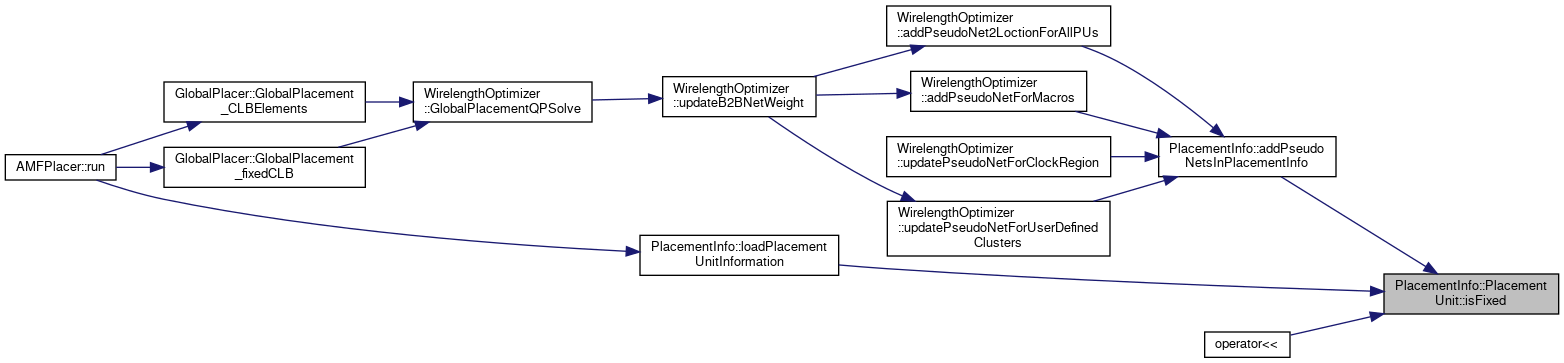 WirelengthOptimizer
::addPseudoNet2LoctionForAllPUs
GlobalPlacer::GlobalPlacement
_CLBElements
WirelengthOptimizer
::GlobalPlacementQPSolve
WirelengthOptimizer
::updateB2BNetWeight
WirelengthOptimizer
::addPseudoNetForMacros
AMFPlacer::run
GlobalPlacer::GlobalPlacement
_fixedCLB
WirelengthOptimizer
::updatePseudoNetForClockRegion
PlacementInfo::addPseudo
NetsInPlacementInfo
WirelengthOptimizer
::updatePseudoNetForUserDefined
Clusters
PlacementInfo::loadPlacement
UnitInformation
PlacementInfo::Placement
Unit::isFixed
operator<<